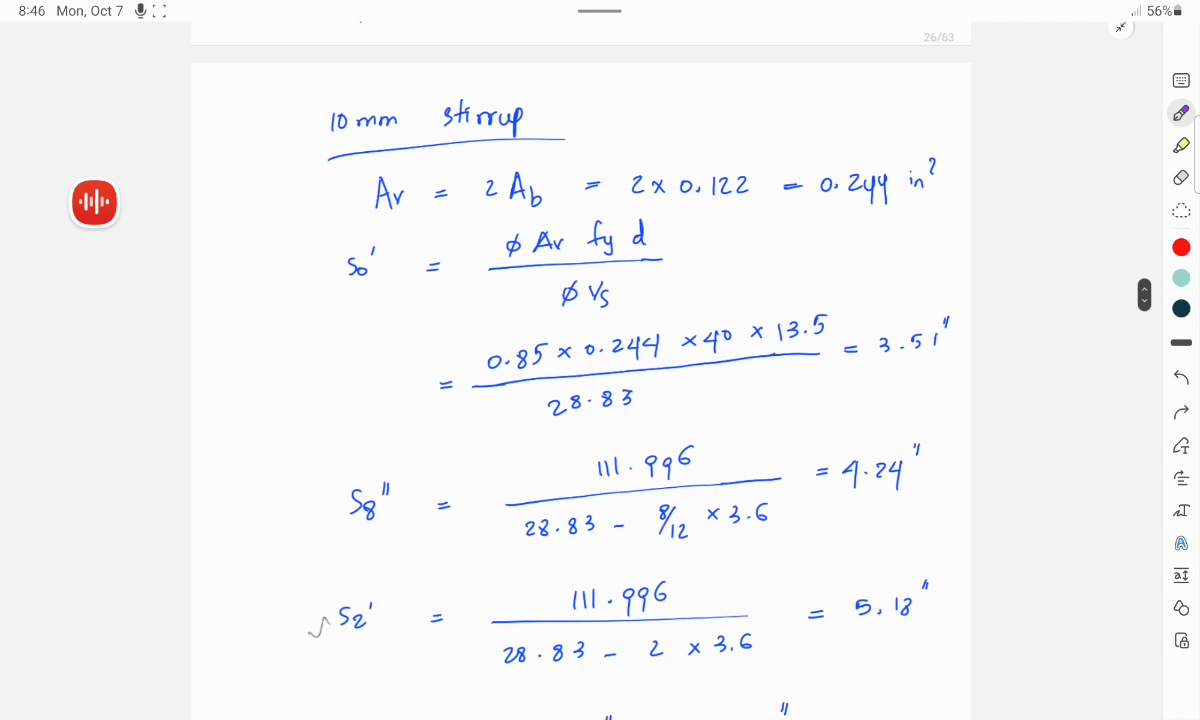 8:46 Mon, Oct 7 56%
26/63
10 mm stirrup
Av = 2 Ab = 2 x 0.122 = 0.244 in²
S0' = φ Av fy d / φ Vs
= 0.85 x 0.244 x 40 x 13.5 / 28.83 = 3.51"
S8" = 111.996 / 28.83 - 8/12 x 3.6 = 4.24"
S2' = 111.996 / 28.83 - 2 x 3.6 = 5.18"